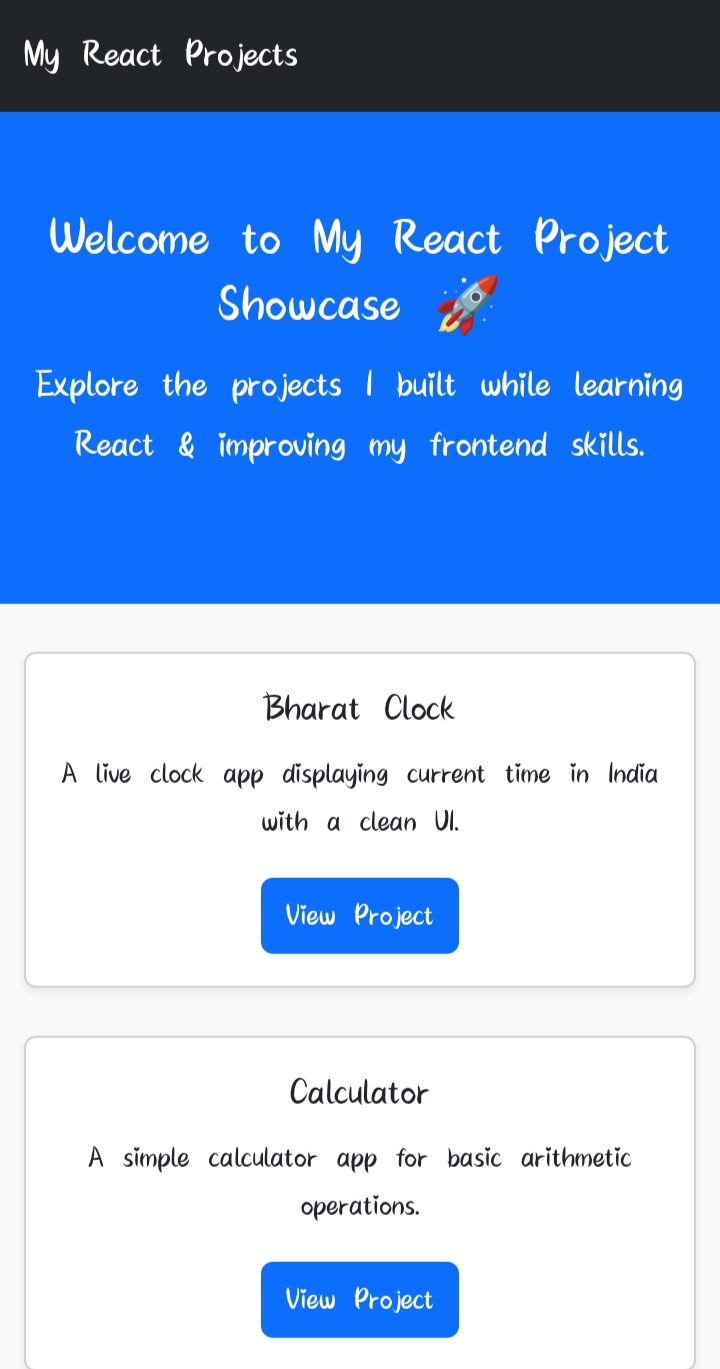 My React Projects
Welcome to My React Project
Showcase 🚀
Explore the projects I built while learning
React & improving my frontend skills.
Bharat Clock
A live clock app displaying current time in India
with a clean UI.
View Project
Calculator
A simple calculator app for basic arithmetic
operations.
View Project